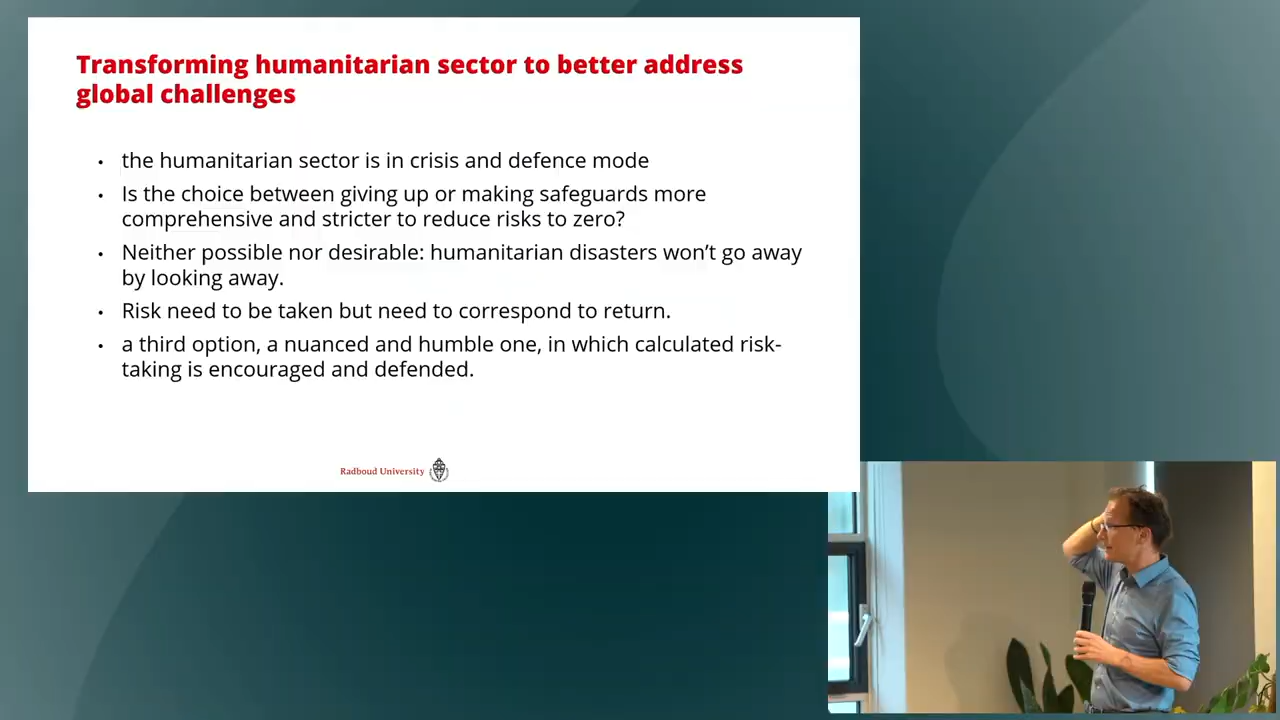 Transforming humanitarian sector to better address
global challenges
• the humanitarian sector is in crisis and defence mode
• Is the choice between giving up or making safeguards more
comprehensive and stricter to reduce risks to zero?
• Neither possible nor desirable: humanitarian disasters won’t go away
by looking away.
• Risk need to be taken but need to correspond to return.
• a third option, a nuanced and humble one, in which calculated risk-
taking is encouraged and defended.
Radboud University